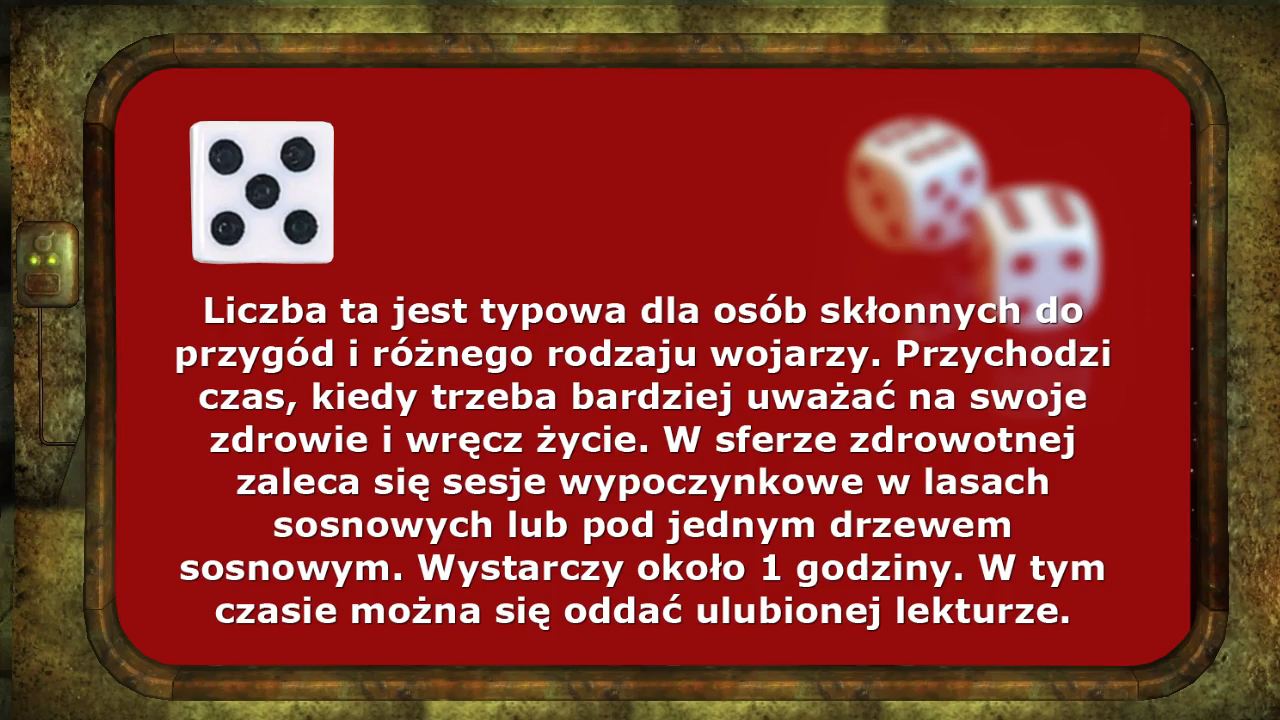 Liczba ta jest typowa dla osób skłonnych do
przygód i różnego rodzaju wojarzy. Przychodzi
czas, kiedy trzeba bardziej uważać na swoje
zdrowie i wręcz życie. W sferze zdrowotnej
zaleca się sesje wypoczynkowe w lasach
sosnowych lub pod jednym drzewem
sosnowym. Wystarczy około 1 godziny. W tym
czasie można się oddać ulubionej lekturze.